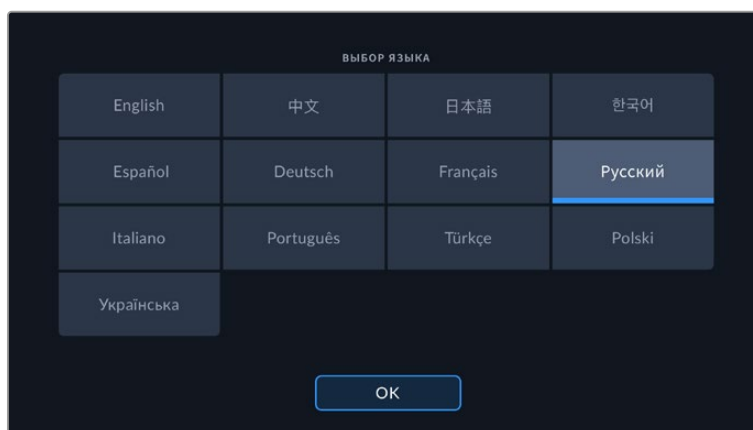 ВЫБОР ЯЗЫКА
English 中文 日本語 한국어
Español Deutsch Français Русский
Italiano Português Türkçe Polski
Українська
OK